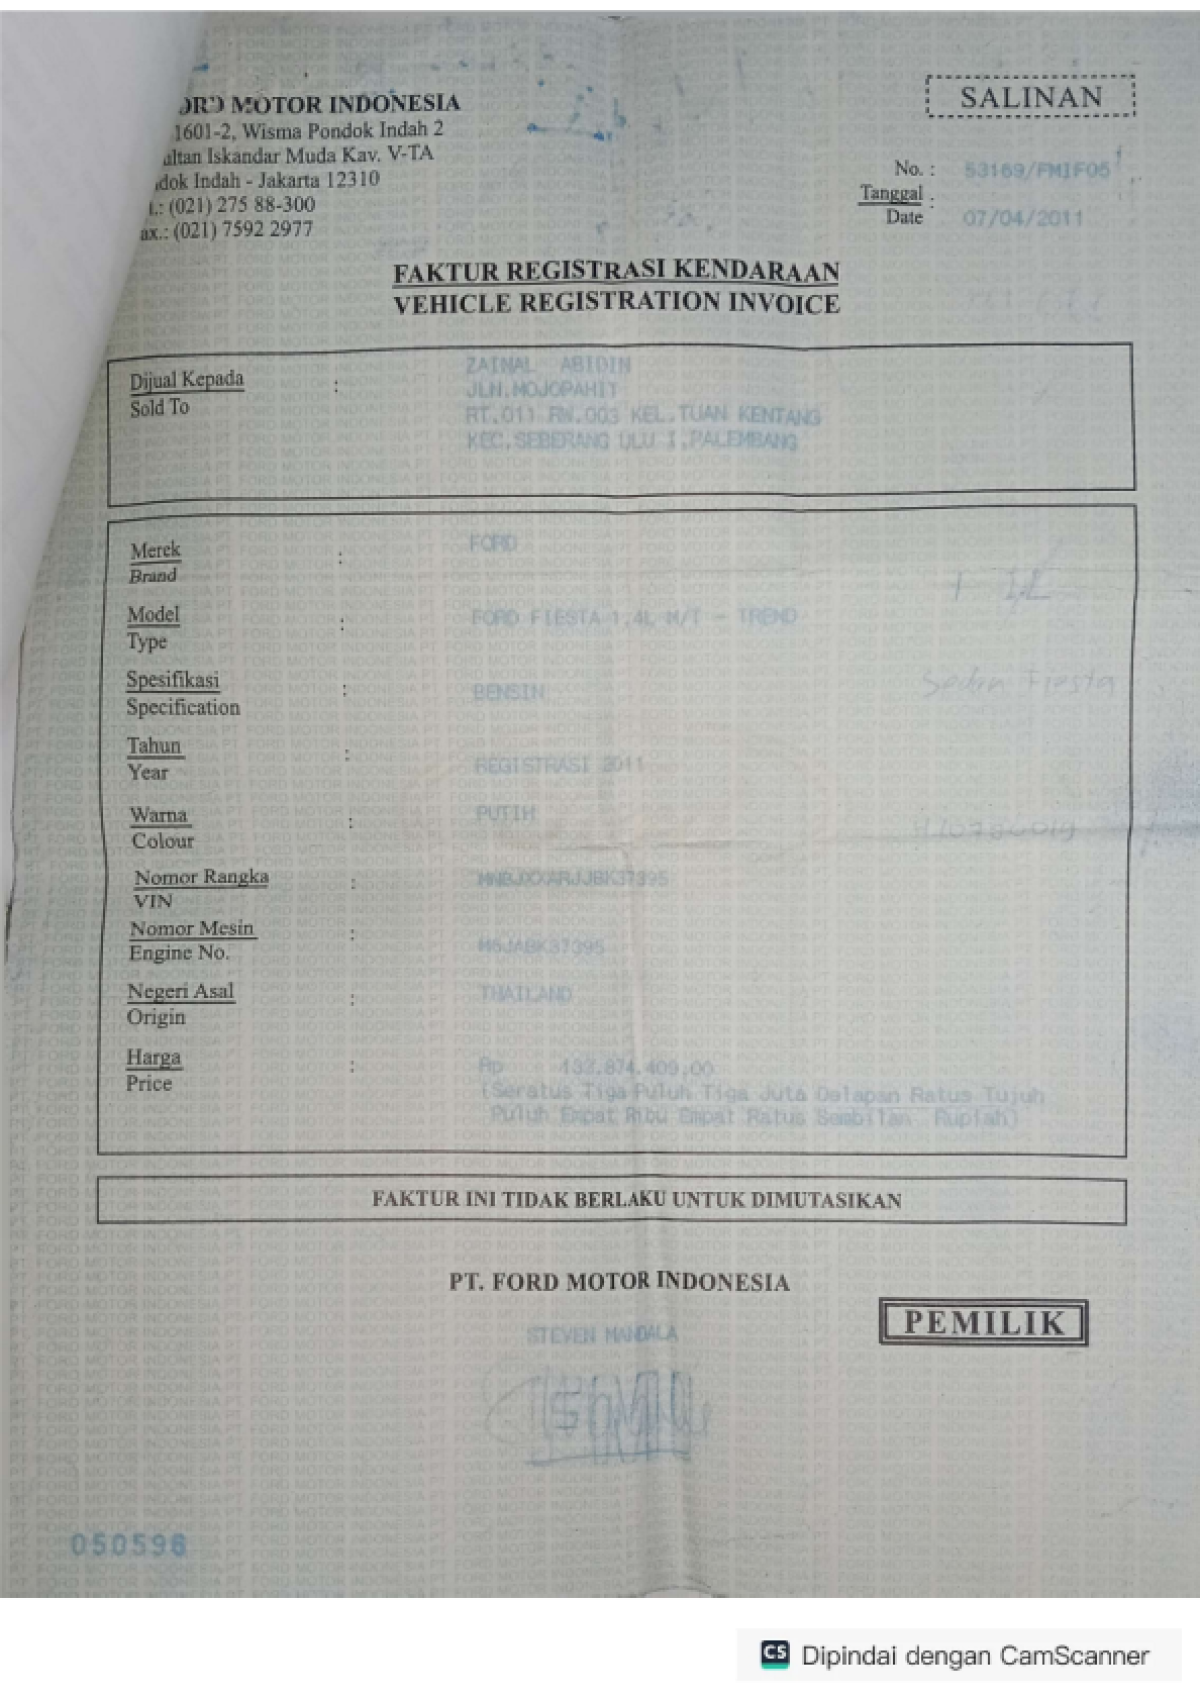 MOTOR INDONESIA
1601-2, Wisma Pondok Indah 2
Iskandar Muda Kav. V-TA
Indah - Jakarta 12310
(021) 275 88-300
(021) 7592 2977
SALINAN
No. : 53169/FMIF05
Tanggal :
Date 07/04/2011
FAKTUR REGISTRASI KENDARAAN
VEHICLE REGISTRATION INVOICE
Dijual Kepada : ZAINAL ABIDIN
Sold To JLN.MOJOPAHIT
RT.011 RW.003 KEL.TUAN KENTANG
KEC.SEBERANG ULU I,PALEMBANG
Merek : FORD
Brand
Model : FORD FIESTA 1.4L M/T - TREND
Type
Spesifikasi : BENSIN
Specification
Sedan Fiesta
Tahun : REGISTRASI 2011
Year
Warna : PUTIH
Colour
Nomor Rangka :
VIN
Nomor Mesin : M6JABK37395
Engine No.
Negeri Asal : THAILAND
Origin
Harga : Rp 133.874.409,00
Price (Seratus Tiga Puluh Tiga Juta Delapan Ratus Tujuh
Puluh Empat Ribu Empat Ratus Sembilan Rupiah)
FAKTUR INI TIDAK BERLAKU UNTUK DIMUTASIKAN
PT. FORD MOTOR INDONESIA
STEVEN MANDALA
PEMILIK
050596
CS Dipindai dengan CamScanner